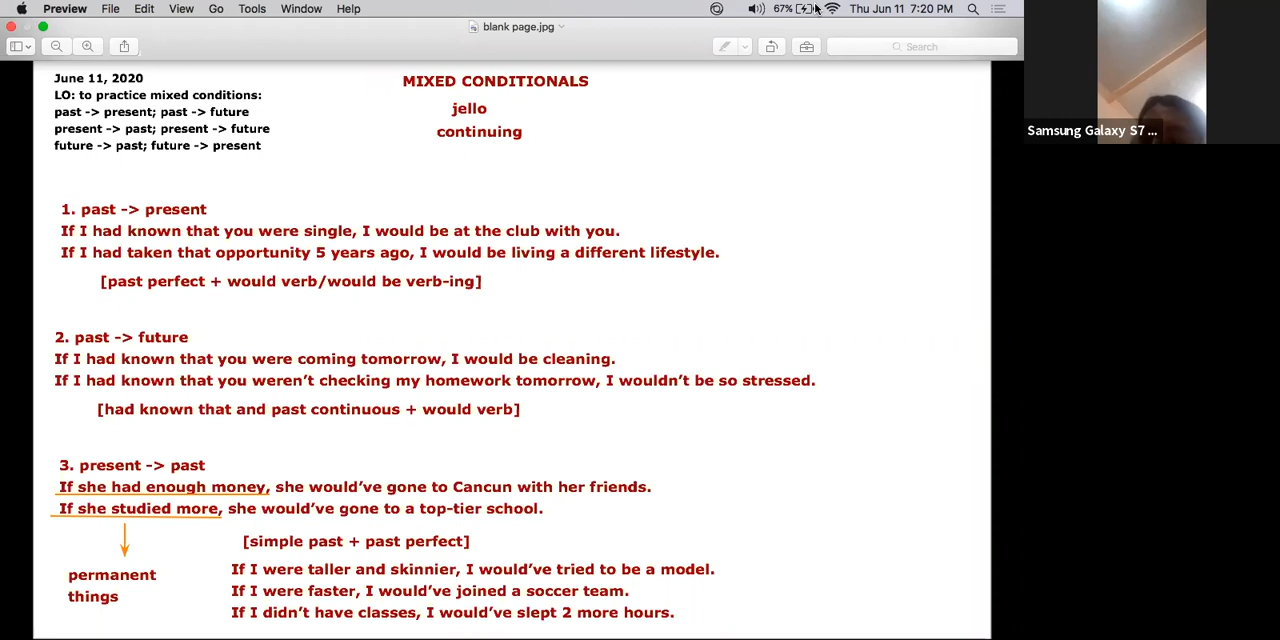 Preview File Edit View Go Tools Window Help 67% Thu Jun 11 7:20 PM
blank page.jpg
Search
June 11, 2020
LO: to practice mixed conditions:
past -> present; past -> future
present -> past; present -> future
future -> past; future -> present
MIXED CONDITIONALS
jello
continuing
Samsung Galaxy S7 ...
1. past -> present
If I had known that you were single, I would be at the club with you.
If I had taken that opportunity 5 years ago, I would be living a different lifestyle.
[past perfect + would verb/would be verb-ing]
2. past -> future
If I had known that you were coming tomorrow, I would be cleaning.
If I had known that you weren't checking my homework tomorrow, I wouldn't be so stressed.
[had known that and past continuous + would verb]
3. present -> past
If she had enough money, she would've gone to Cancun with her friends.
If she studied more, she would've gone to a top-tier school.
[simple past + past perfect]
permanent
things
If I were taller and skinnier, I would've tried to be a model.
If I were faster, I would've joined a soccer team.
If I didn't have classes, I would've slept 2 more hours.